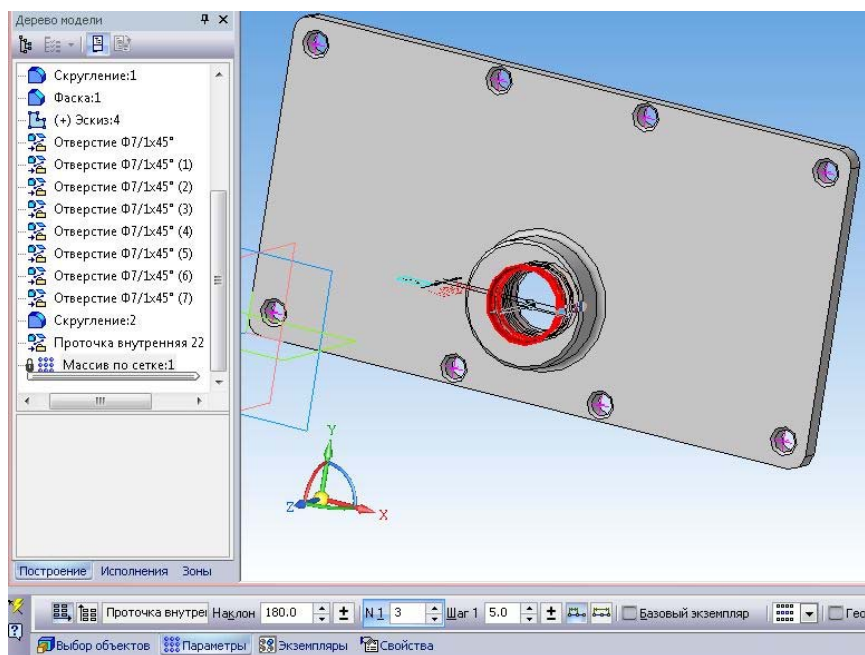 Дерево модели
Скругление:1
Фаска:1
(+) Эскиз:4
Отверстие Ф7/1x45°
Отверстие Ф7/1x45° (1)
Отверстие Ф7/1x45° (2)
Отверстие Ф7/1x45° (3)
Отверстие Ф7/1x45° (4)
Отверстие Ф7/1x45° (5)
Отверстие Ф7/1x45° (6)
Отверстие Ф7/1x45° (7)
Скругление:2
Проточка внутренняя 22
Массив по сетке:1
Y
Z
X
Построение Исполнения Зоны
Проточка внутре Наклон 180.0 N 1 3 Шаг 1 5.0 Базовый экземпляр Гео
Выбор объектов Параметры Экземпляры Свойства